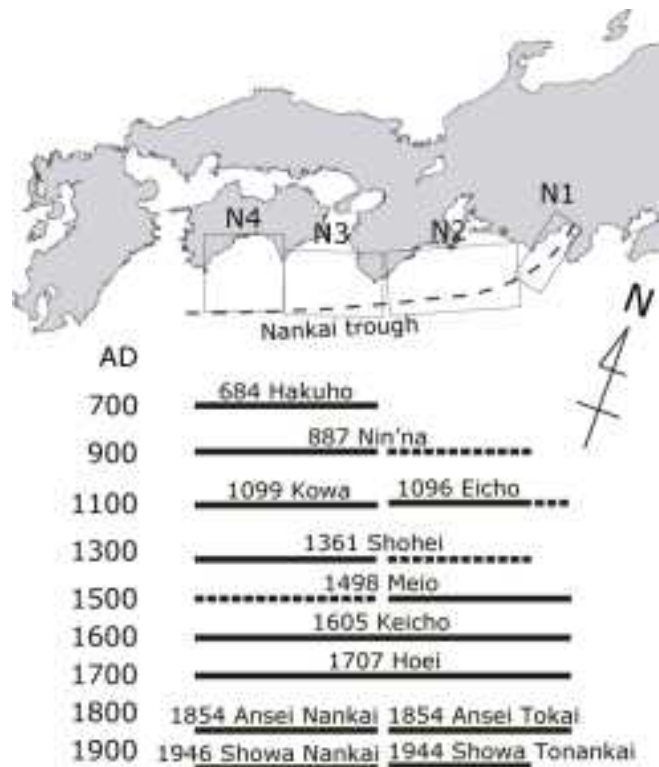 N1
N4 N3 N2
Nankai trough
N
AD
684 Hakuho
700
887 Nin'na
900
1099 Kowa 1096 Eicho
1100
1361 Shohei
1300
1498 Meio
1500
1605 Keicho
1600
1707 Hoei
1700
1800
1854 Ansei Nankai 1854 Ansei Tokai
1900
1946 Showa Nankai 1944 Showa Tonankai